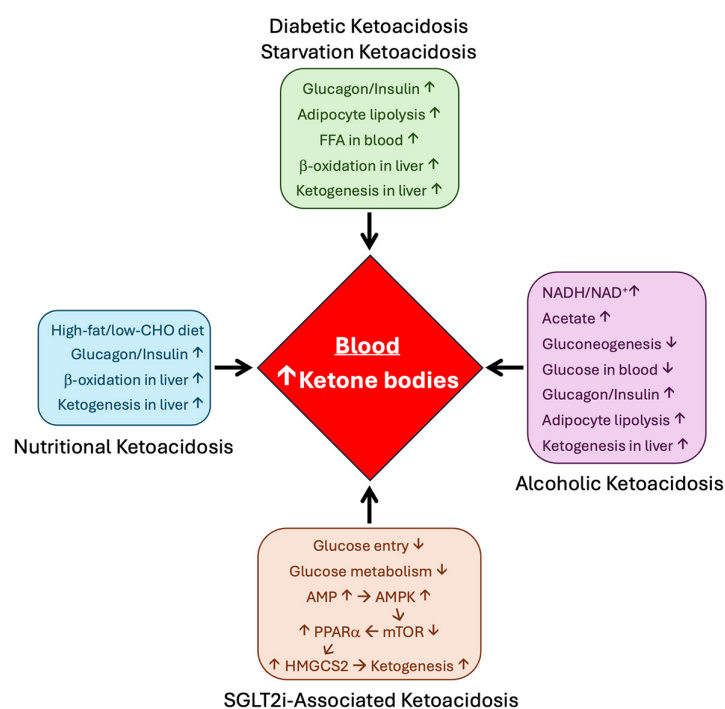 Diabetic Ketoacidosis
Starvation Ketoacidosis
Glucagon/Insulin ↑
Adipocyte lipolysis ↑
FFA in blood ↑
β-oxidation in liver ↑
Ketogenesis in liver ↑
High-fat/low-CHO diet
Glucagon/Insulin ↑
β-oxidation in liver ↑
Ketogenesis in liver ↑
Nutritional Ketoacidosis
Blood
↑ Ketone bodies
NADH/NAD⁺↑
Acetate ↑
Gluconeogenesis ↓
Glucose in blood ↓
Glucagon/Insulin ↑
Adipocyte lipolysis ↑
Ketogenesis in liver ↑
Alcoholic Ketoacidosis
Glucose entry ↓
Glucose metabolism ↓
AMP ↑ → AMPK ↑
↑ PPARα ← mTOR ↓
↑ HMGCS2 → Ketogenesis ↑
SGLT2i-Associated Ketoacidosis